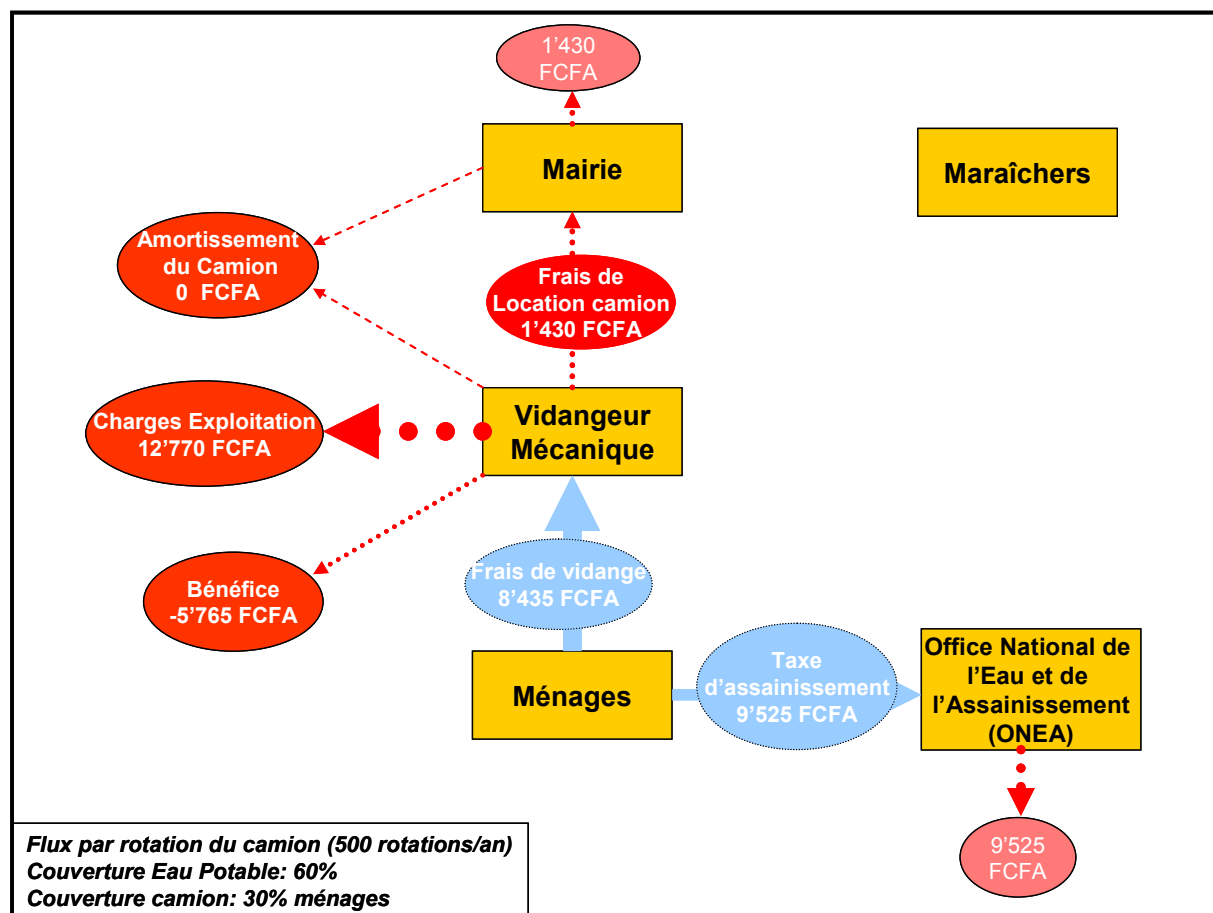 1'430
FCFA
Mairie
Maraîchers
Amortissement
du Camion
0 FCFA
Frais de
Location camion
1'430 FCFA
Charges Exploitation
12'770 FCFA
Vidangeur
Mécanique
Bénéfice
-5'765 FCFA
Frais de vidange
8'435 FCFA
Ménages
Taxe
d'assainissement
9'525 FCFA
Office National de
l'Eau et de
l'Assainissement
(ONEA)
9'525
FCFA
Flux par rotation du camion (500 rotations/an)
Couverture Eau Potable: 60%
Couverture camion: 30% ménages